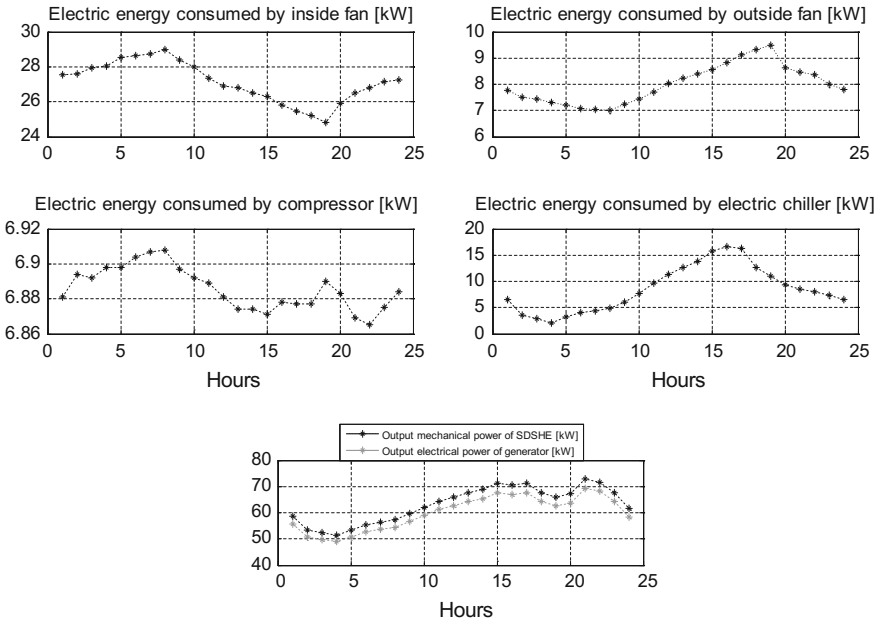 Electric energy consumed by inside fan [kW]
30
28
26
24
0 5 10 15 20 25
Electric energy consumed by outside fan [kW]
10
9
8
7
6
0 5 10 15 20 25
Electric energy consumed by compressor [kW]
6.92
6.9
6.88
6.86
0 5 10 15 20 25
Hours
Electric energy consumed by electric chiller [kW]
20
15
10
5
0
0 5 10 15 20 25
Hours
Output mechanical power of SDSHE [kW]
Output electrical power of generator [kW]
80
70
60
50
40
0 5 10 15 20 25
Hours